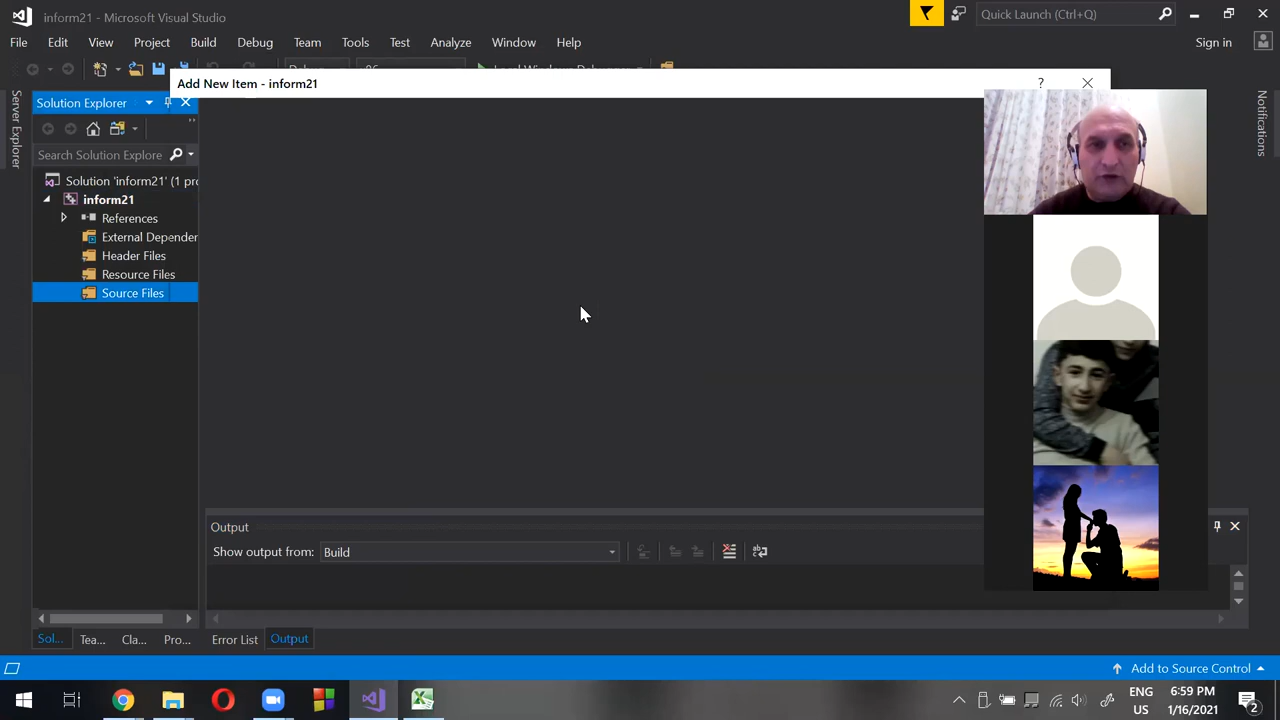 inform21 - Microsoft Visual Studio
Quick Launch (Ctrl+Q)
File Edit View Project Build Debug Team Tools Test Analyze Window Help
Sign in
Add New Item - inform21
?
Server Explorer
Solution Explorer
Search Solution Explore
Solution 'inform21' (1 pro
inform21
References
External Depender
Header Files
Resource Files
Source Files
Notifications
Output
Show output from: Build
Sol... Tea... Cla... Pro... Error List Output
Add to Source Control
ENG 6:59 PM
US 1/16/2021
2